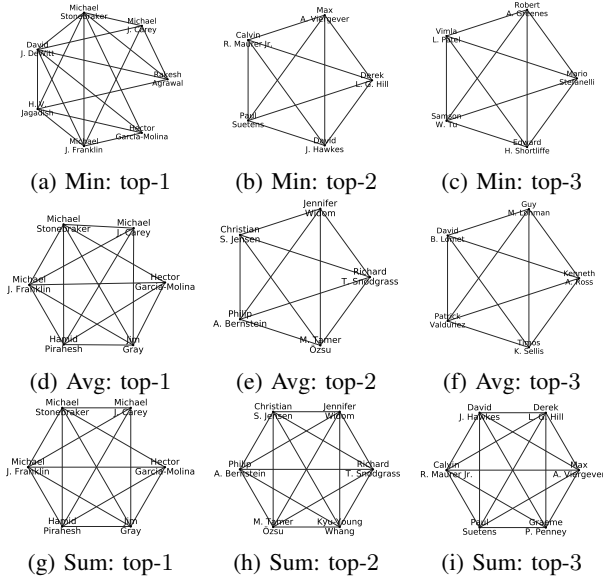 Michael
Stonebraker
Michael
J. Carey
David
J. DeWitt
Rakesh
Agrawal
H. V.
Jagadish
Hector
Garcia-Molina
Michael
J. Franklin
(a) Min: top-1
Max
A. Viergever
Calvin
R. Maurer Jr.
Derek
L. G. Hill
Paul
Suetens
David
J. Hawkes
(b) Min: top-2
Robert
A. Greenes
Vimla
L. Patel
Mario
Stefanelli
Samson
W. Tu
Edward
H. Shortliffe
(c) Min: top-3
Michael
Stonebraker
Michael
J. Carey
Michael
J. Franklin
Hector
Garcia-Molina
Hamid
Pirahesh
Jim
Gray
(d) Avg: top-1
Jennifer
Widom
Christian
S. Jensen
Richard
T. Snodgrass
Philip
A. Bernstein
M. Tamer
Özsu
(e) Avg: top-2
Guy
M. Lohman
David
B. Lomet
Kenneth
A. Ross
Patrick
Valduriez
Timos
K. Sellis
(f) Avg: top-3
Michael
Stonebraker
Michael
J. Carey
Michael
J. Franklin
Hector
Garcia-Molina
Hamid
Pirahesh
Jim
Gray
(g) Sum: top-1
Christian
S. Jensen
Jennifer
Widom
Philip
A. Bernstein
Richard
T. Snodgrass
M. Tamer
Özsu
Kyu-Young
Whang
(h) Sum: top-2
David
J. Hawkes
Derek
L. G. Hill
Calvin
R. Maurer Jr.
Max
A. Viergever
Paul
Suetens
Graeme
P. Penney
(i) Sum: top-3